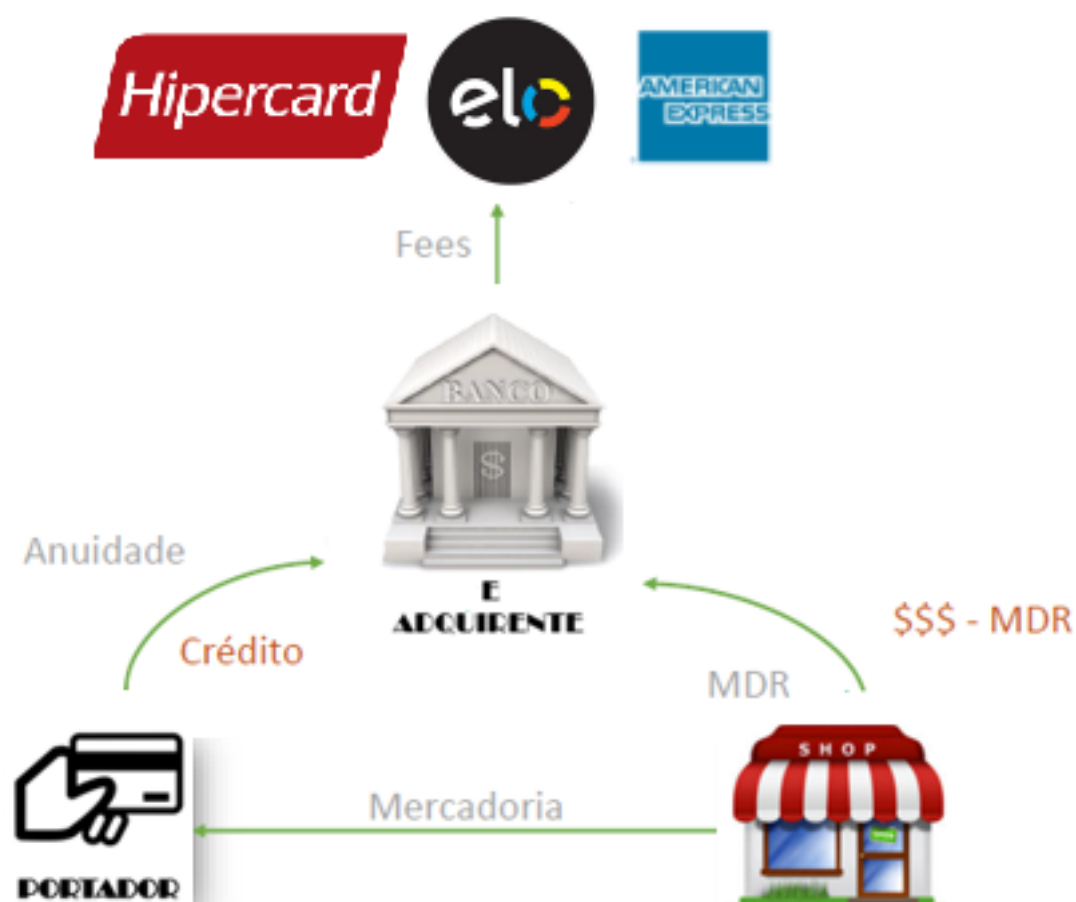 Hipercard
elo
AMERICAN
EXPRESS
Fees
BANCO
$
E
ADQUIRENTE
Anuidade
Crédito
$$$ - MDR
MDR
SHOP
Mercadoria
PORTADOR